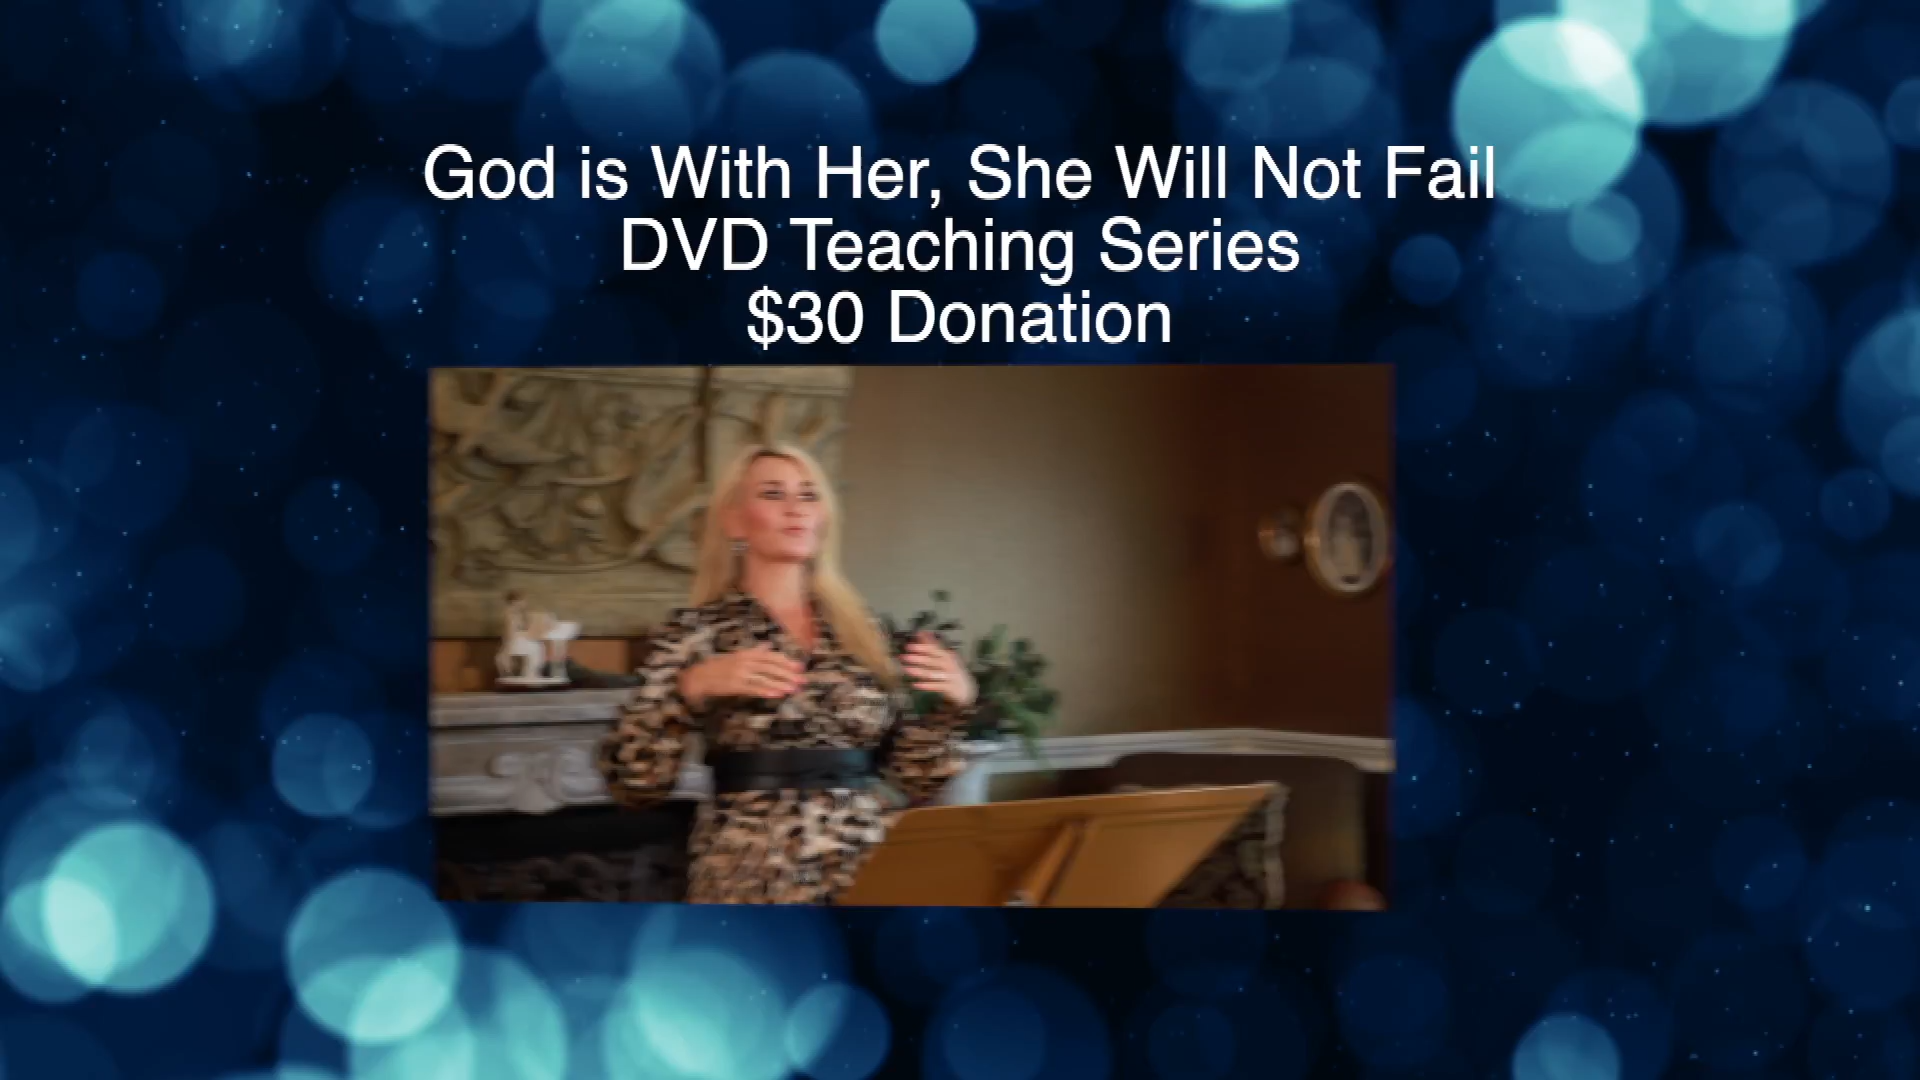 God is With Her, She Will Not Fail
DVD Teaching Series
$30 Donation